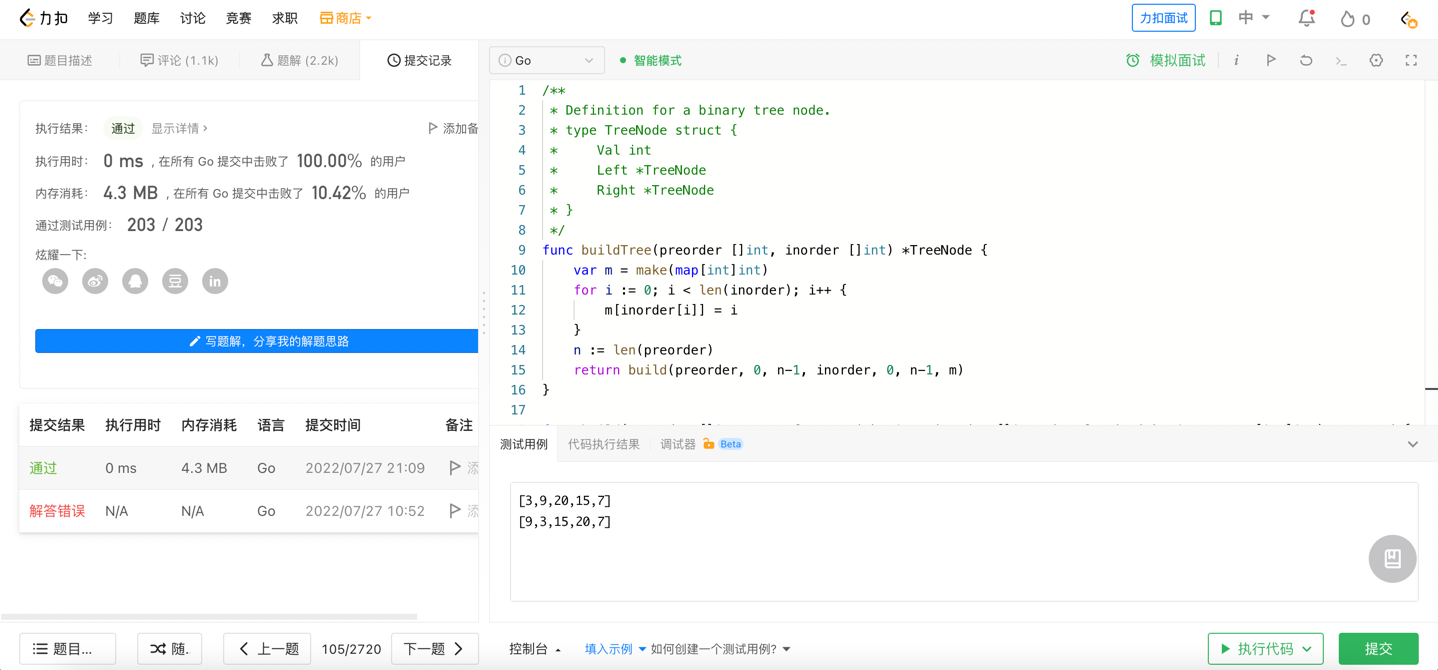 力扣 学习 题库 讨论 竞赛 求职 商店 力扣面试 中 0
题目描述 评论 (1.1k) 题解 (2.2k) 提交记录
i Go 智能模式 模拟面试 i
执行结果： 通过 显示详情 > 添加备
执行用时： 0 ms , 在所有 Go 提交中击败了 100.00% 的用户
内存消耗： 4.3 MB , 在所有 Go 提交中击败了 10.42% 的用户
通过测试用例： 203 / 203
炫耀一下:
豆 in
写题解，分享我的解题思路
提交结果 执行用时 内存消耗 语言 提交时间 备注
通过 0 ms 4.3 MB Go 2022/07/27 21:09 添
解答错误 N/A N/A Go 2022/07/27 10:52 添
1 /**
2 * Definition for a binary tree node.
3 * type TreeNode struct {
4 *     Val int
5 *     Left *TreeNode
6 *     Right *TreeNode
7 * }
8 */
9 func buildTree(preorder []int, inorder []int) *TreeNode {
10     var m = make(map[int]int)
11     for i := 0; i < len(inorder); i++ {
12         m[inorder[i]] = i
13     }
14     n := len(preorder)
15     return build(preorder, 0, n-1, inorder, 0, n-1, m)
16 }
17
测试用例 代码执行结果 调试器 Beta
[3,9,20,15,7]
[9,3,15,20,7]
题目... 随. 上一题 105/2720 下一题 控制台 填入示例 如何创建一个测试用例? 执行代码 提交